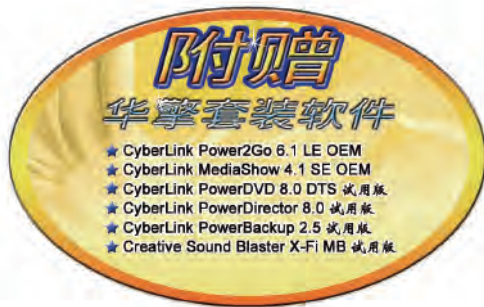 附赠
华擎套装软件
★ CyberLink Power2Go 6.1 LE OEM
★ CyberLink MediaShow 4.1 SE OEM
★ CyberLink PowerDVD 8.0 DTS 试用版
★ CyberLink PowerDirector 8.0 试用版
★ CyberLink PowerBackup 2.5 试用版
★ Creative Sound Blaster X-Fi MB 试用版